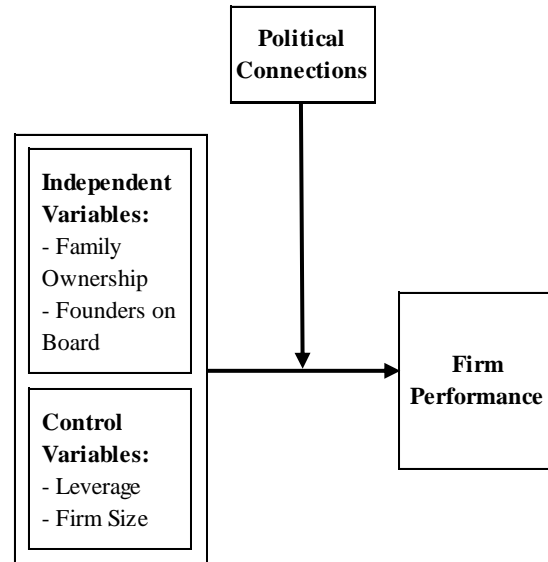 Political
Connections
Independent
Variables:
- Family
Ownership
- Founders on
Board
Control
Variables:
- Leverage
- Firm Size
Firm
Performance